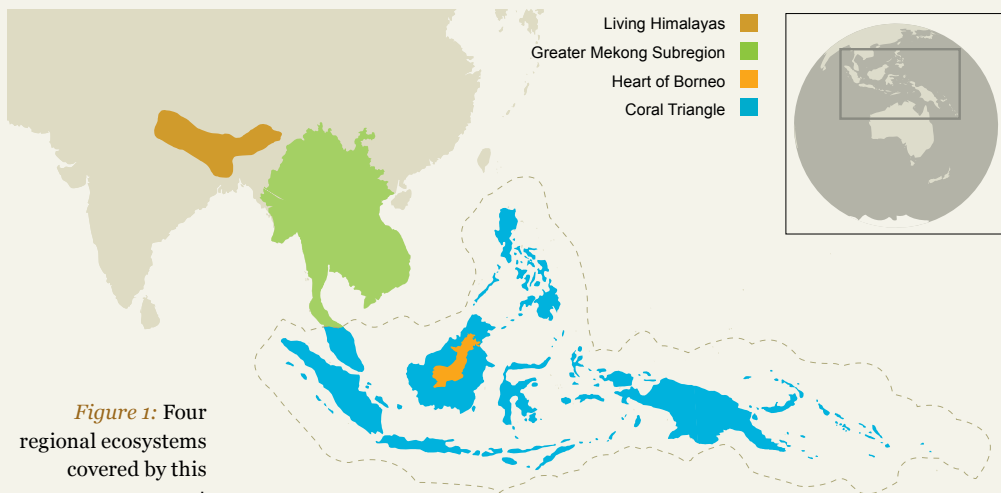 Living Himalayas
Greater Mekong Subregion
Heart of Borneo
Coral Triangle
Figure 1: Four
regional ecosystems
covered by this